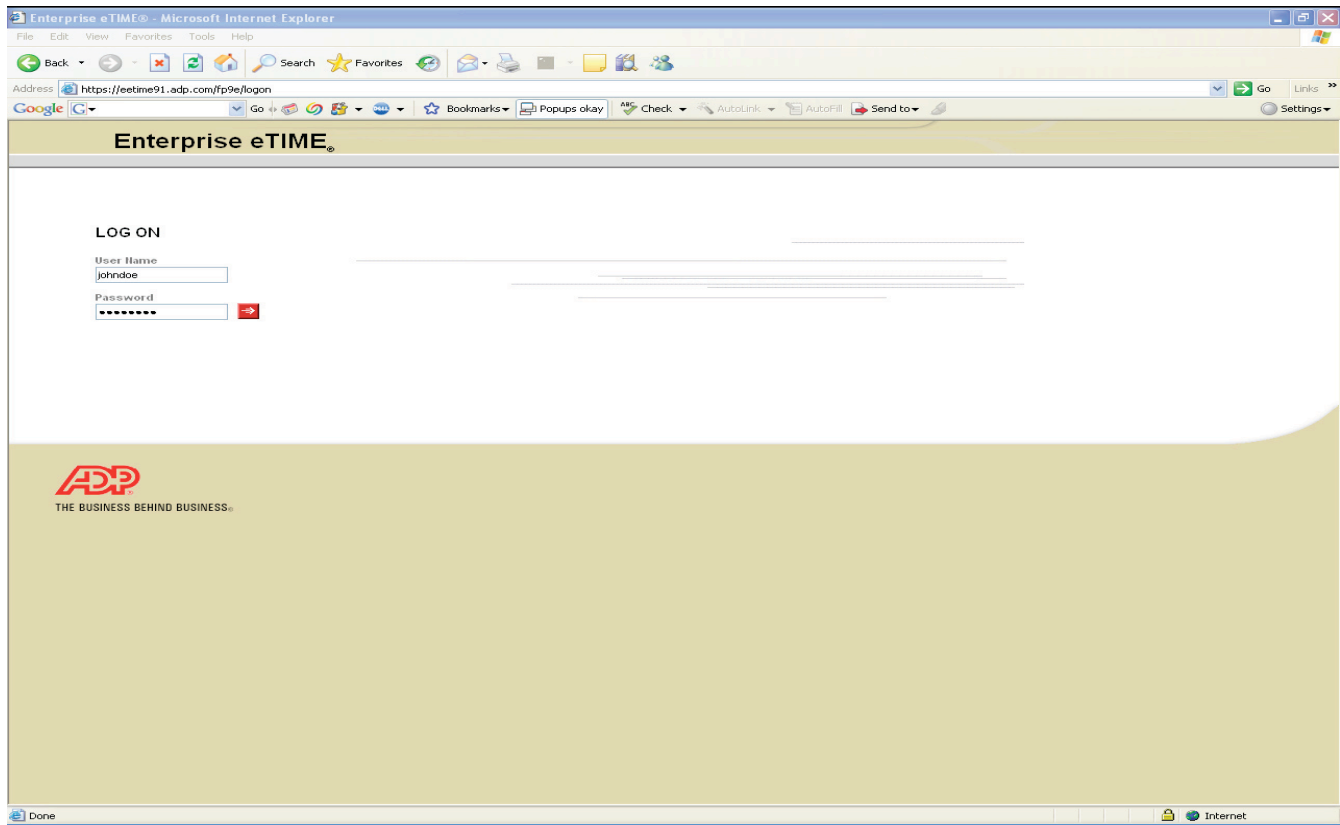 Enterprise eTIME® - Microsoft Internet Explorer
File Edit View Favorites Tools Help
Back Search Favorites
Address https://eetime91.adp.com/fp9e/logon Go Links »
Google G Go Bookmarks Popups okay ABC Check AutoLink AutoFill Send to Settings
Enterprise eTIME®
LOG ON
User Name
johndoe
Password
••••••••
ADP®
THE BUSINESS BEHIND BUSINESS®
Done Internet